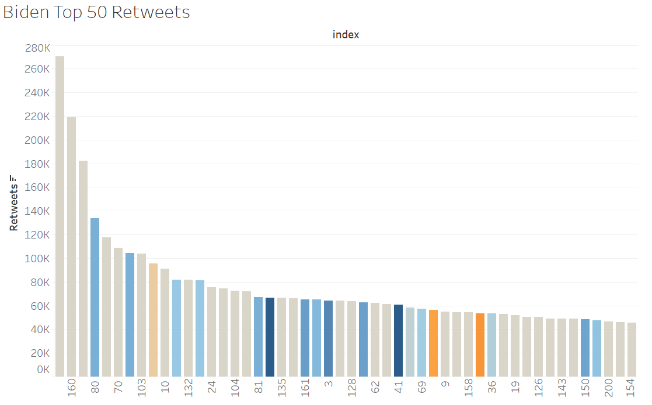 Biden Top 50 Retweets
index
280K
260K
240K
220K
200K
180K
160K
140K
120K
100K
80K
60K
40K
20K
0K
Retweets
160 80 70 103 10 132 24 104 81 135 161 3 128 62 41 69 9 158 36 19 126 143 150 200 154